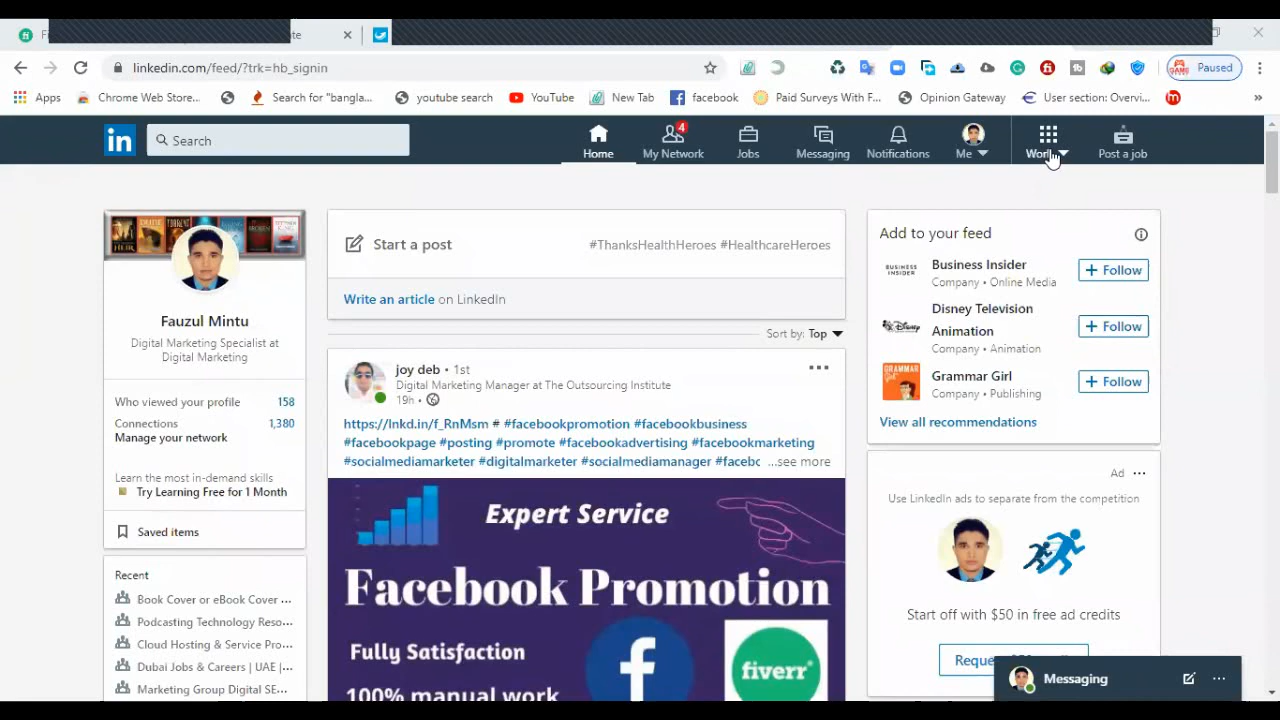 linkedin.com/feed/?trk=hb_signin
Paused
Apps
Chrome Web Store...
Search for "bangla...
youtube search
YouTube
New Tab
facebook
Paid Surveys With F...
Opinion Gateway
User section: Overvi...
in
Search
Home
4
My Network
Jobs
Messaging
Notifications
Me
Work
Post a job
Fauzul Mintu
Digital Marketing Specialist at
Digital Marketing
Who viewed your profile 158
Connections 1,380
Manage your network
Learn the most in-demand skills
Try Learning Free for 1 Month
Saved items
Recent
Book Cover or eBook Cover ...
Podcasting Technology Reso...
Cloud Hosting & Service Pro...
Dubai Jobs & Careers | UAE |...
Marketing Group Digital SE...
Start a post #ThanksHealthHeroes #HealthcareHeroes
Write an article on LinkedIn
Sort by: Top
joy deb • 1st
Digital Marketing Manager at The Outsourcing Institute
19h •
https://lnkd.in/f_RnMsm # #facebookpromotion #facebookbusiness
#facebookpage #posting #promote #facebookadvertising #facebookmarketing
#socialmediamarketer #digitalmarketer #socialmediamanager #facebc ...see more
Expert Service
Facebook Promotion
Fully Satisfaction
100% manual work
f
fiverr
Add to your feed
BUSINESS
INSIDER
Business Insider
Company • Online Media
+ Follow
Disney
Disney Television
Animation
Company • Animation
+ Follow
GRAMMAR
GIRL
Grammar Girl
Company • Publishing
+ Follow
View all recommendations
Ad
Use LinkedIn ads to separate from the competition
Start off with $50 in free ad credits
Messaging